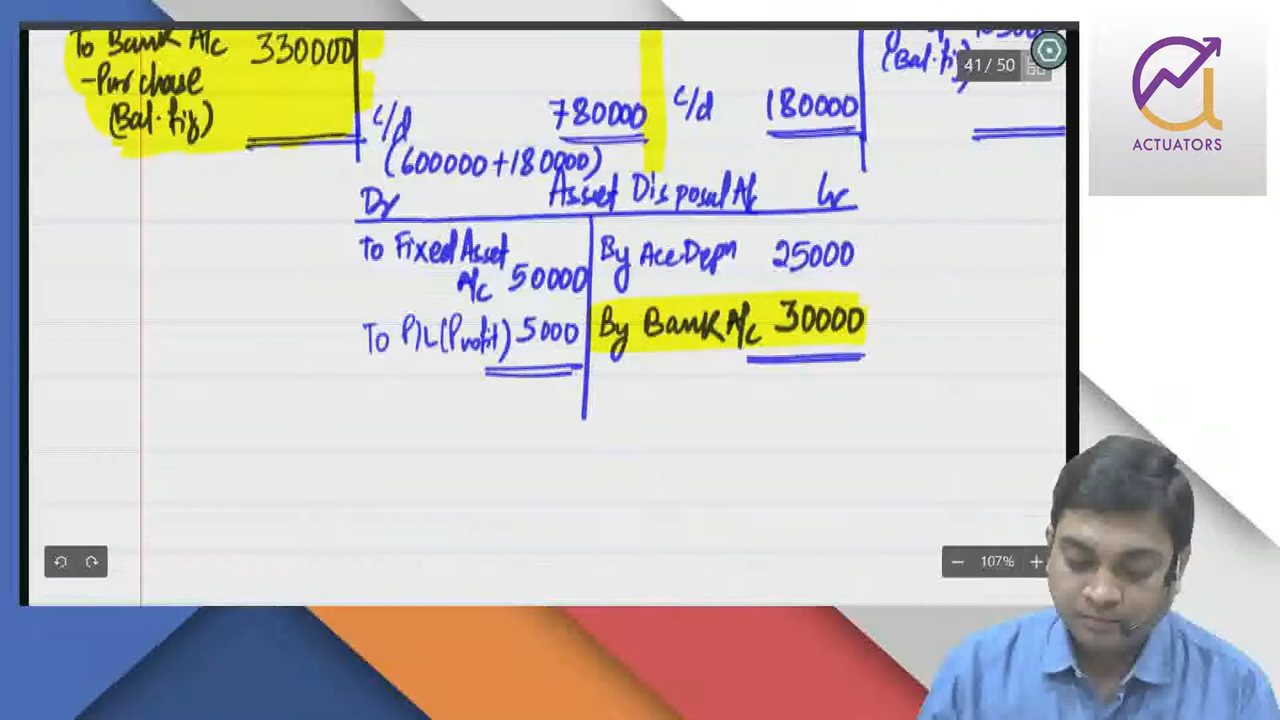 To Bank A/c 330000
-Purchase
(Bal. fig)
c/d 780000
(600000+180000)
c/d 180000
(Bal. fig)
41 / 50
ACTUATORS
Dr Asset Disposal A/c Cr
To Fixed Asset
A/c 50000
To P/L (Profit) 5000
By Acc. Depn 25000
By Bank A/c 30000
107%